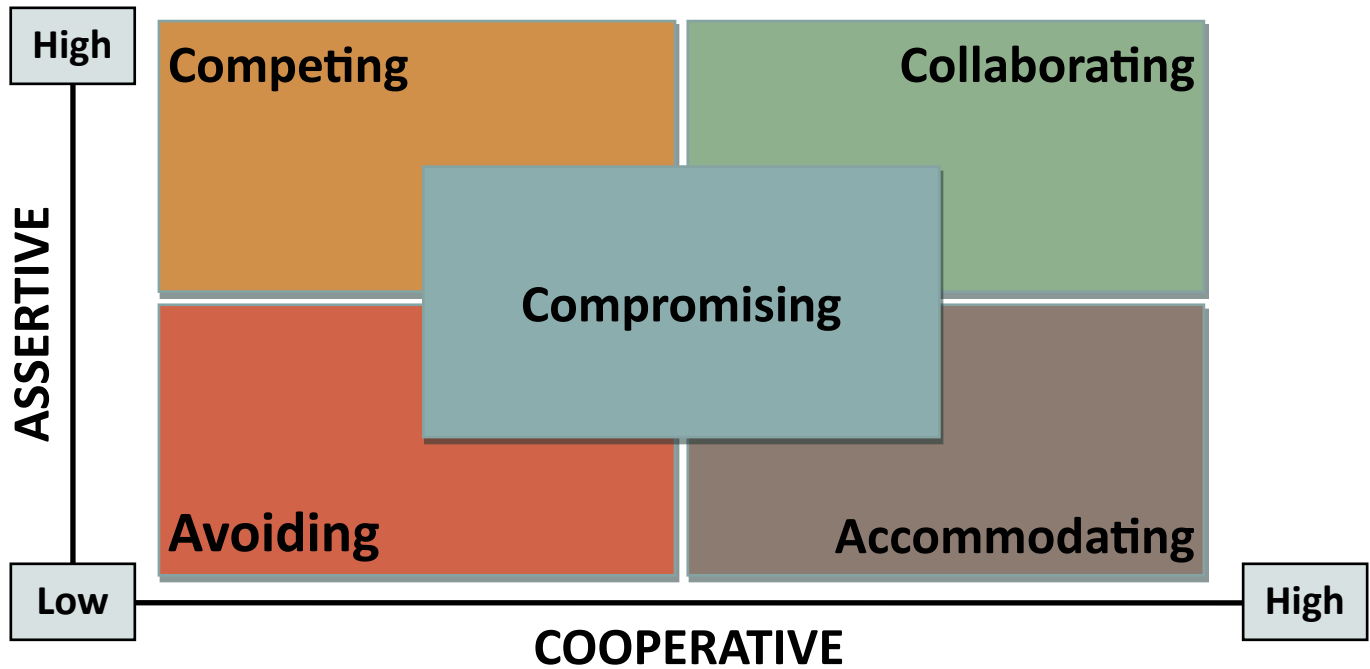 High
Competing
Collaborating
ASSERTIVE
Compromising
Avoiding
Accommodating
Low
High
COOPERATIVE